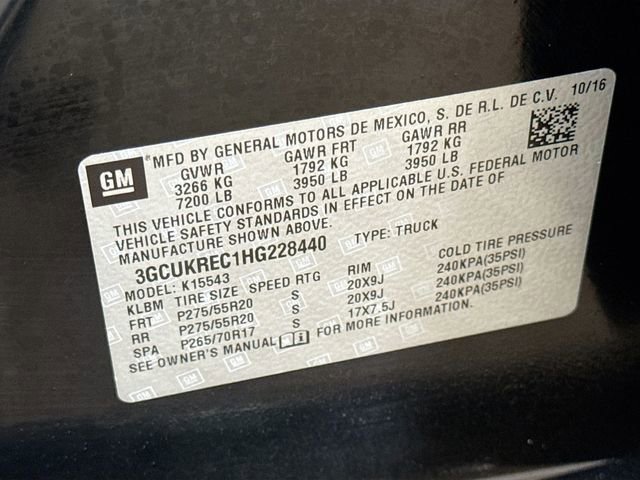 GM
MFD BY GENERAL MOTORS DE MEXICO, S. DE R.L. DE C.V. 10/16
GVWR GAWR FRT GAWR RR
3266 KG 1792 KG 1792 KG
7200 LB 3950 LB 3950 LB
THIS VEHICLE CONFORMS TO ALL APPLICABLE U.S. FEDERAL MOTOR
VEHICLE SAFETY STANDARDS IN EFFECT ON THE DATE OF
MANUFACTURE SHOWN ABOVE.
3GCUKREC1HG228440 TYPE: TRUCK
MODEL: K15543
KLBM TIRE SIZE SPEED RTG RIM COLD TIRE PRESSURE
FRT P275/55R20 S 20X9J 240KPA(35PSI)
RR P275/55R20 S 20X9J 240KPA(35PSI)
SPA P265/70R17 S 17X7.5J 240KPA(35PSI)
SEE OWNER'S MANUAL FOR MORE INFORMATION.